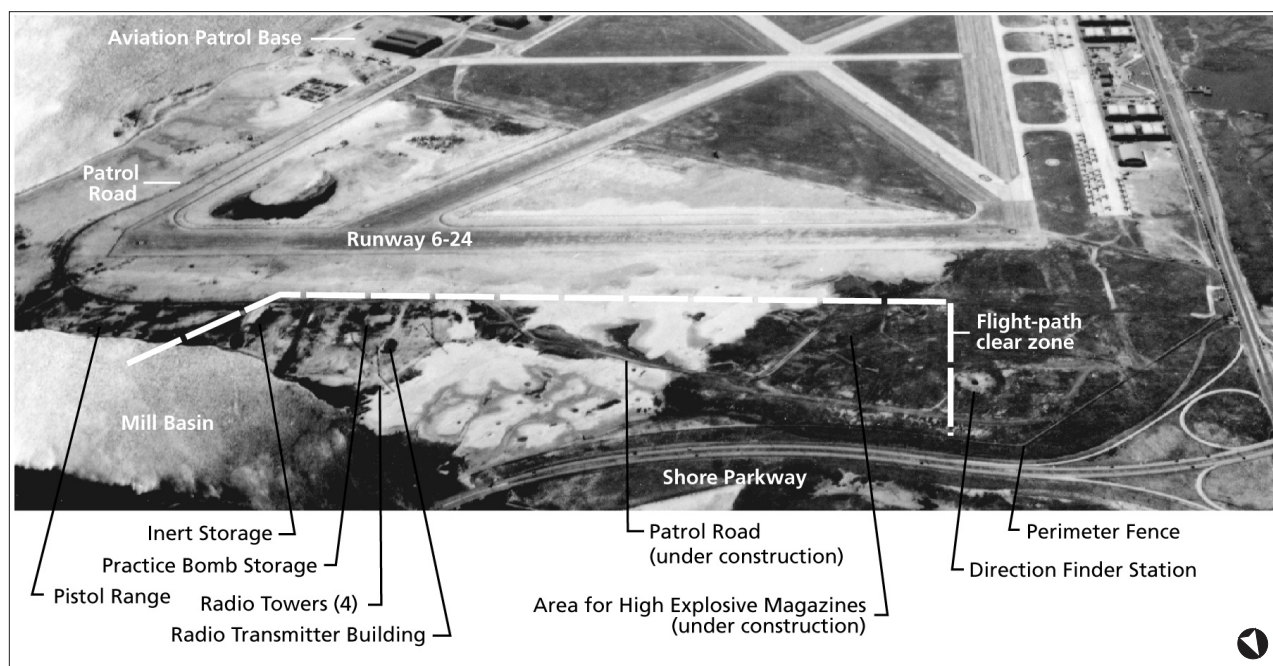 Aviation Patrol Base
Patrol
Road
Runway 6-24
Flight-path
clear zone
Mill Basin
Shore Parkway
Inert Storage
Practice Bomb Storage
Pistol Range
Radio Towers (4)
Radio Transmitter Building
Patrol Road
(under construction)
Area for High Explosive Magazines
(under construction)
Perimeter Fence
Direction Finder Station